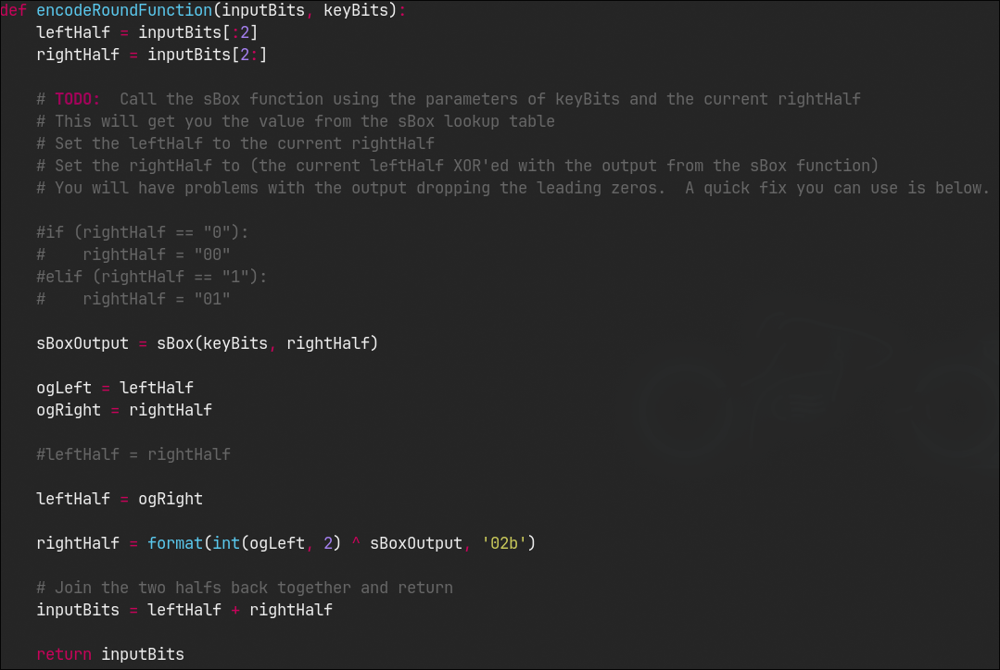 def encodeRoundFunction(inputBits, keyBits):
    leftHalf = inputBits[:2]
    rightHalf = inputBits[2:]
    # TODO:  Call the sBox function using the parameters of keyBits and the current rightHalf
    # This will get you the value from the sBox lookup table
    # Set the leftHalf to the current rightHalf
    # Set the rightHalf to (the current leftHalf XOR'ed with the output from the sBox function)
    # You will have problems with the output dropping the leading zeros.  A quick fix you can use is below.
    #if (rightHalf == "0"):
    #    rightHalf = "00"
    #elif (rightHalf == "1"):
    #    rightHalf = "01"
    sBoxOutput = sBox(keyBits, rightHalf)
    ogLeft = leftHalf
    ogRight = rightHalf
    #leftHalf = rightHalf
    leftHalf = ogRight
    rightHalf = format(int(ogLeft, 2) ^ sBoxOutput, '02b')
    # Join the two halfs back together and return
    inputBits = leftHalf + rightHalf
    return inputBits